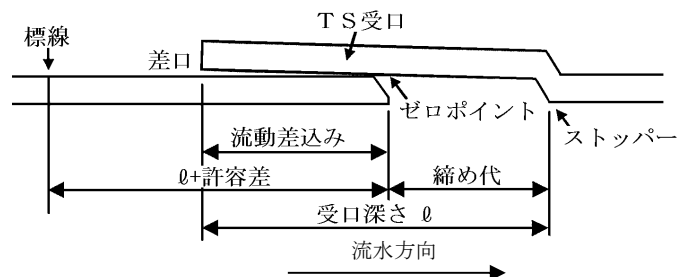 ＴＳ受口
標線
差口
ゼロポイント
ストッパー
流動差込み
ℓ+許容差
締め代
受口深さ ℓ
流水方向